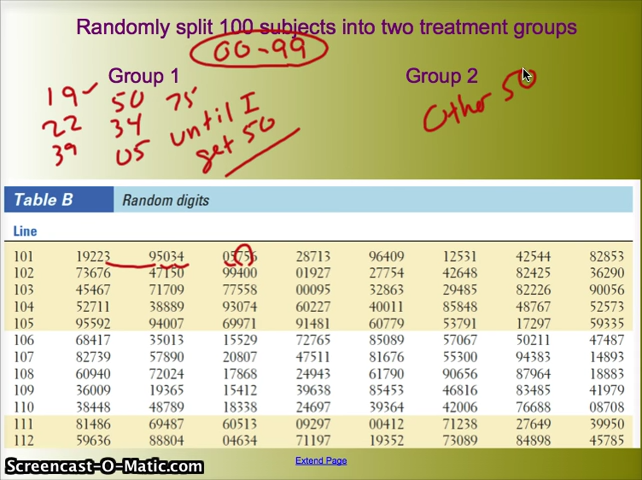 Randomly split 100 subjects into two treatment groups
00-99
Group 1
Group 2
19 50 75
22 34 until I
39 05 get 50
Other 50
Table B Random digits
Line
101 19223 95034 05756 28713 96409 12531 42544 82853
102 73676 47150 99400 01927 27754 42648 82425 36290
103 45467 71709 77558 00095 32863 29485 82226 90056
104 52711 38889 93074 60227 40011 85848 48767 52573
105 95592 94007 69971 91481 60779 53791 17297 59335
106 68417 35013 15529 72765 85089 57067 50211 47487
107 82739 57890 20807 47511 81676 55300 94383 14893
108 60940 72024 17868 24943 61790 90656 87964 18883
109 36009 19365 15412 39638 85453 46816 83485 41979
110 38448 48789 18338 24697 39364 42006 76688 08708
111 81486 69487 60513 09297 00412 71238 27649 39950
112 59636 88804 04634 71197 19352 73089 84898 45785
Extend Page
Screencast-O-Matic.com